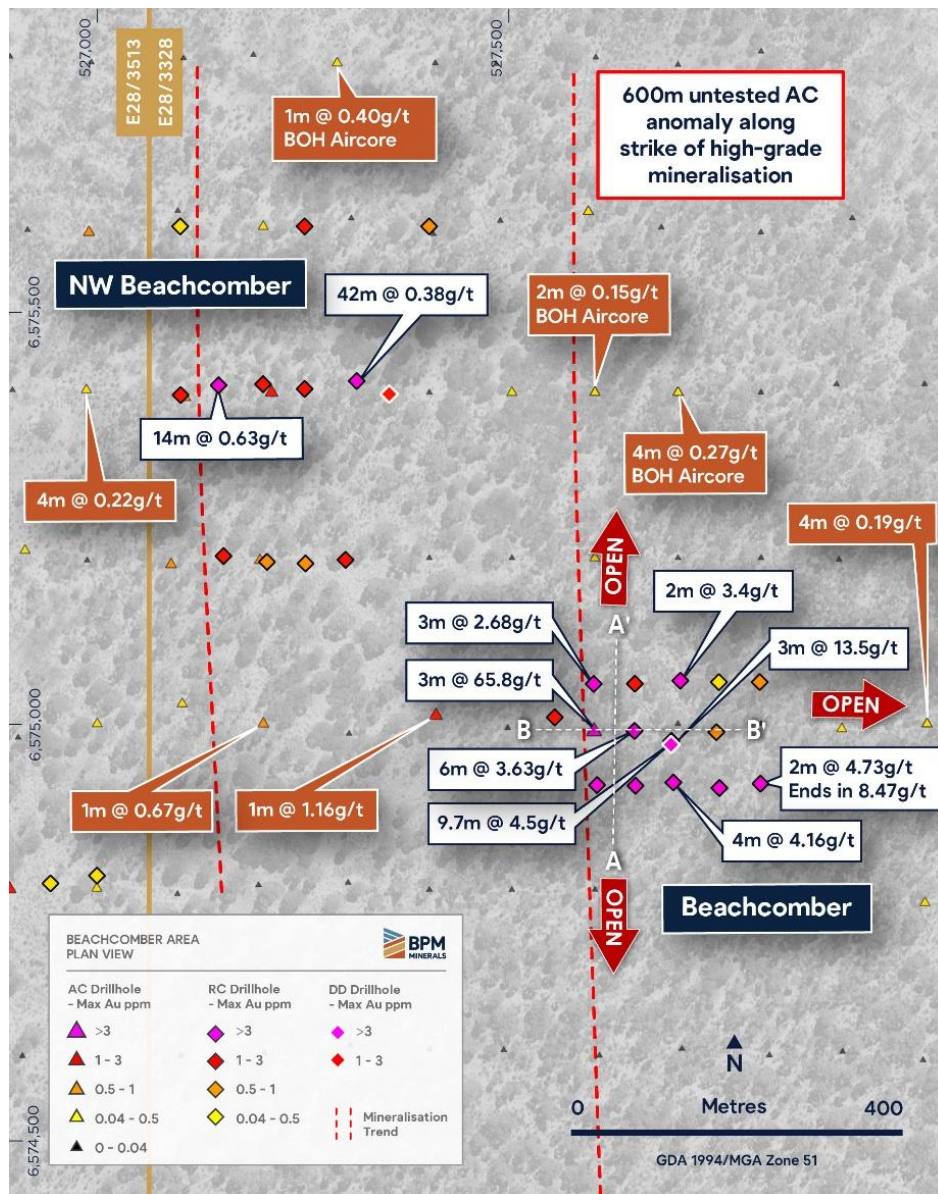 527,000
527,500
E28/3513
E28/3328
1m @ 0.40g/t
BOH Aircore
600m untested AC
anomaly along
strike of high-grade
mineralisation
NW Beachcomber
42m @ 0.38g/t
2m @ 0.15g/t
BOH Aircore
6,575,500
14m @ 0.63g/t
4m @ 0.22g/t
4m @ 0.27g/t
BOH Aircore
4m @ 0.19g/t
OPEN
2m @ 3.4g/t
3m @ 2.68g/t
A'
3m @ 13.5g/t
3m @ 65.8g/t
OPEN
B
B'
6,575,000
6m @ 3.63g/t
2m @ 4.73g/t
Ends in 8.47g/t
1m @ 0.67g/t
1m @ 1.16g/t
9.7m @ 4.5g/t
4m @ 4.16g/t
A
OPEN
Beachcomber
BEACHCOMBER AREA
PLAN VIEW
BPM
MINERALS
AC Drillhole
- Max Au ppm
>3
1 - 3
0.5 - 1
0.04 - 0.5
0 - 0.04
RC Drillhole
- Max Au ppm
>3
1 - 3
0.5 - 1
0.04 - 0.5
DD Drillhole
- Max Au ppm
>3
1 - 3
Mineralisation
Trend
N
0 Metres 400
GDA 1994/MGA Zone 51
6,574,500